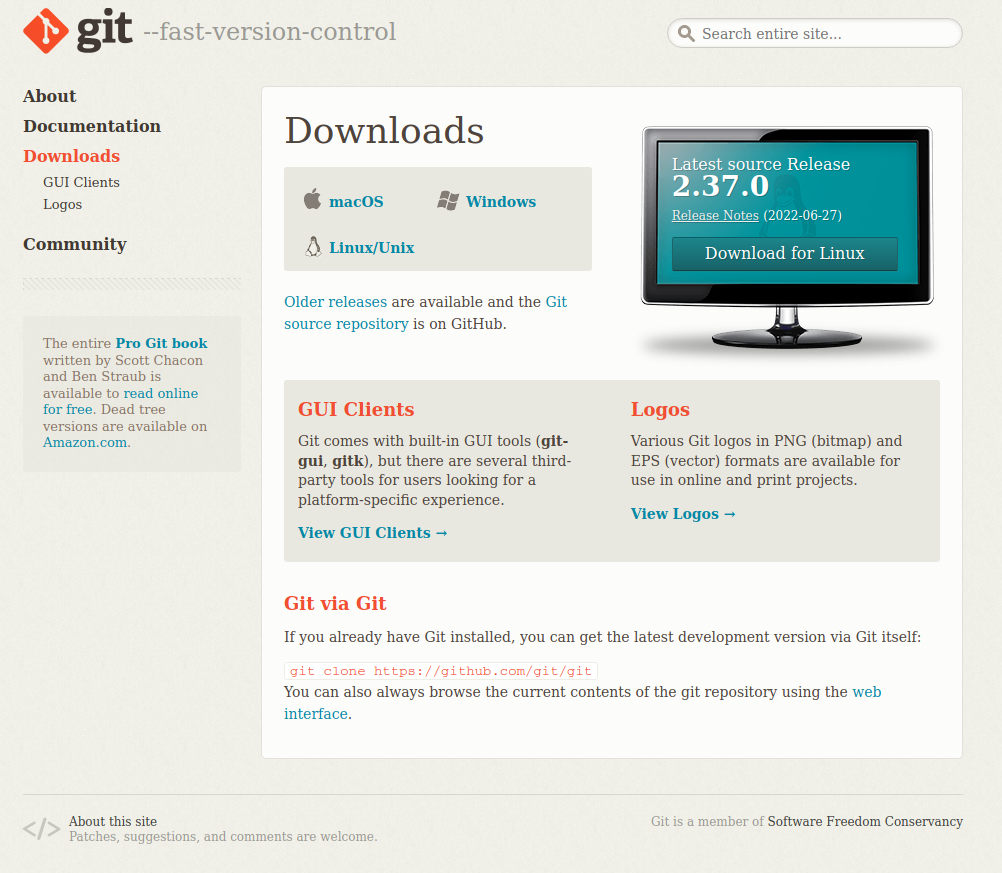 git --fast-version-control
Search entire site...
About
Documentation
Downloads
GUI Clients
Logos
Community
The entire Pro Git book
written by Scott Chacon
and Ben Straub is
available to read online
for free. Dead tree
versions are available on
Amazon.com.
Downloads
macOS
Windows
Linux/Unix
Older releases are available and the Git
source repository is on GitHub.
Latest source Release
2.37.0
Release Notes (2022-06-27)
Download for Linux
GUI Clients
Git comes with built-in GUI tools (git-
gui, gitk), but there are several third-
party tools for users looking for a
platform-specific experience.
View GUI Clients →
Logos
Various Git logos in PNG (bitmap) and
EPS (vector) formats are available for
use in online and print projects.
View Logos →
Git via Git
If you already have Git installed, you can get the latest development version via Git itself:
git clone https://github.com/git/git
You can also always browse the current contents of the git repository using the web
interface.
</> About this site
Patches, suggestions, and comments are welcome.
Git is a member of Software Freedom Conservancy